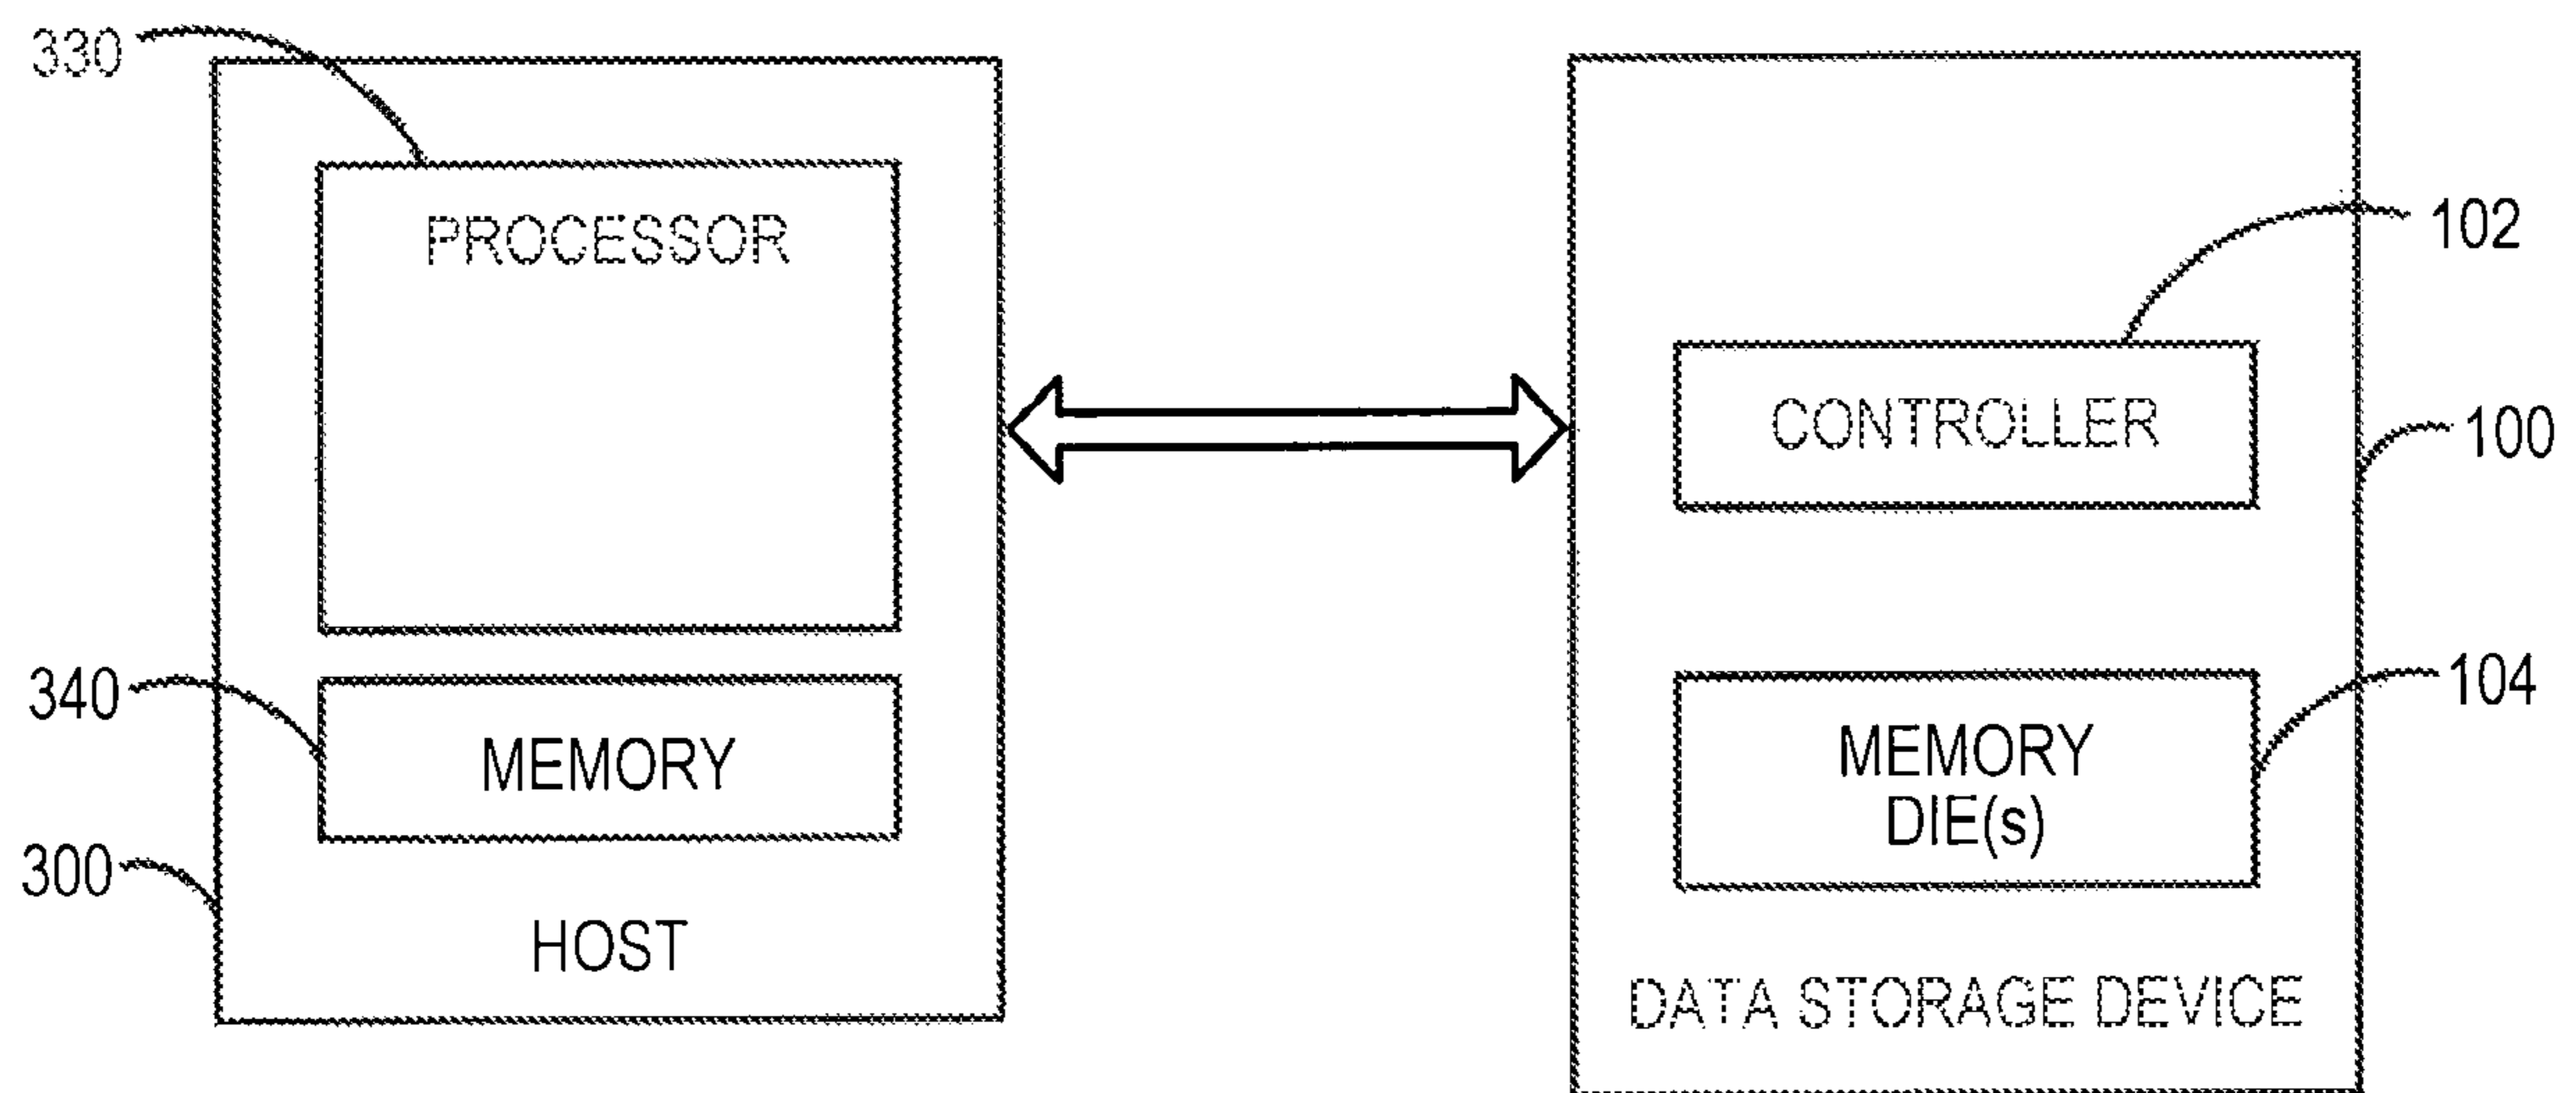 330
PROCESSOR
340
MEMORY
300
HOST
102
CONTROLLER
100
104
MEMORY
DIE(s)
DATA STORAGE DEVICE